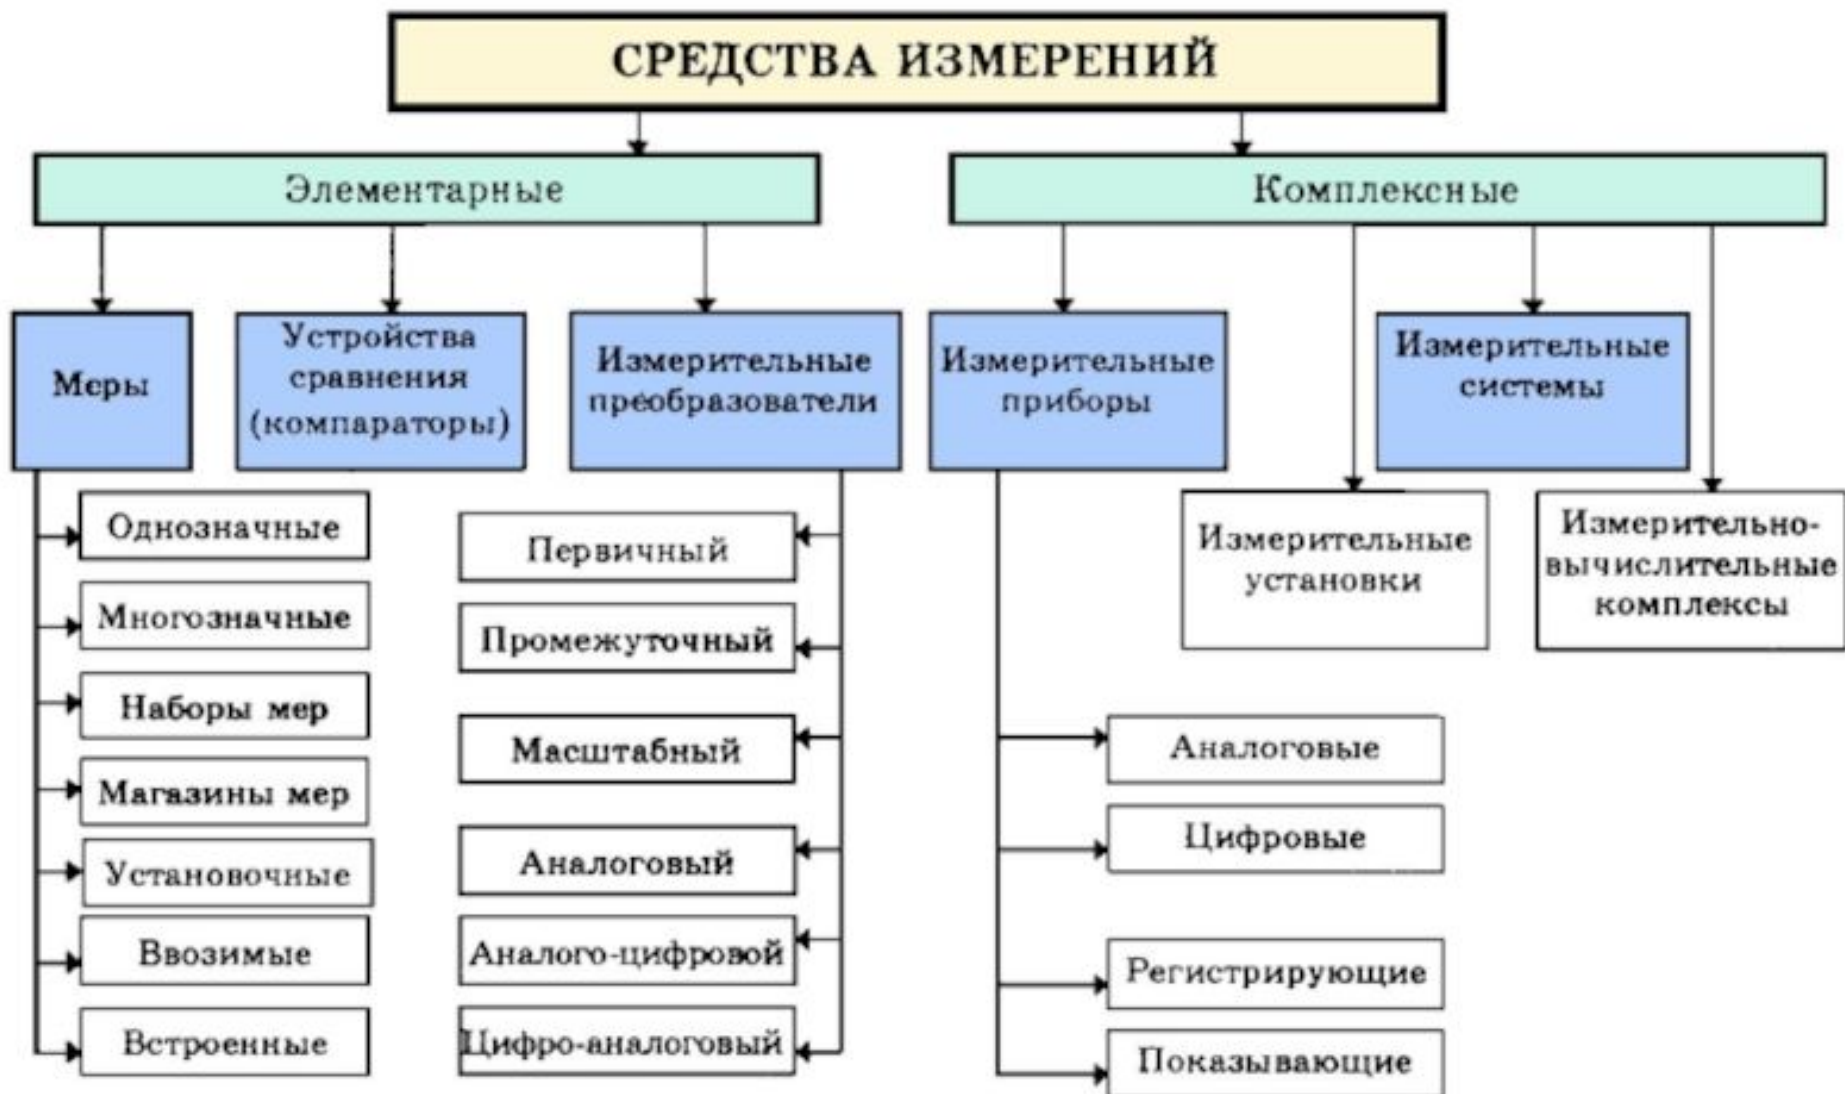 СРЕДСТВА ИЗМЕРЕНИЙ
Элементарные
Комплексные
Меры
Устройства
сравнения
(компараторы)
Измерительные
преобразователи
Измерительные
приборы
Измерительные
системы
Однозначные
Многозначные
Наборы мер
Магазины мер
Установочные
Ввозимые
Встроенные
Первичный
Промежуточный
Масштабный
Аналоговый
Аналого-цифровой
Цифро-аналоговый
Измерительные
установки
Измерительно-
вычислительные
комплексы
Аналоговые
Цифровые
Регистрирующие
Показывающие